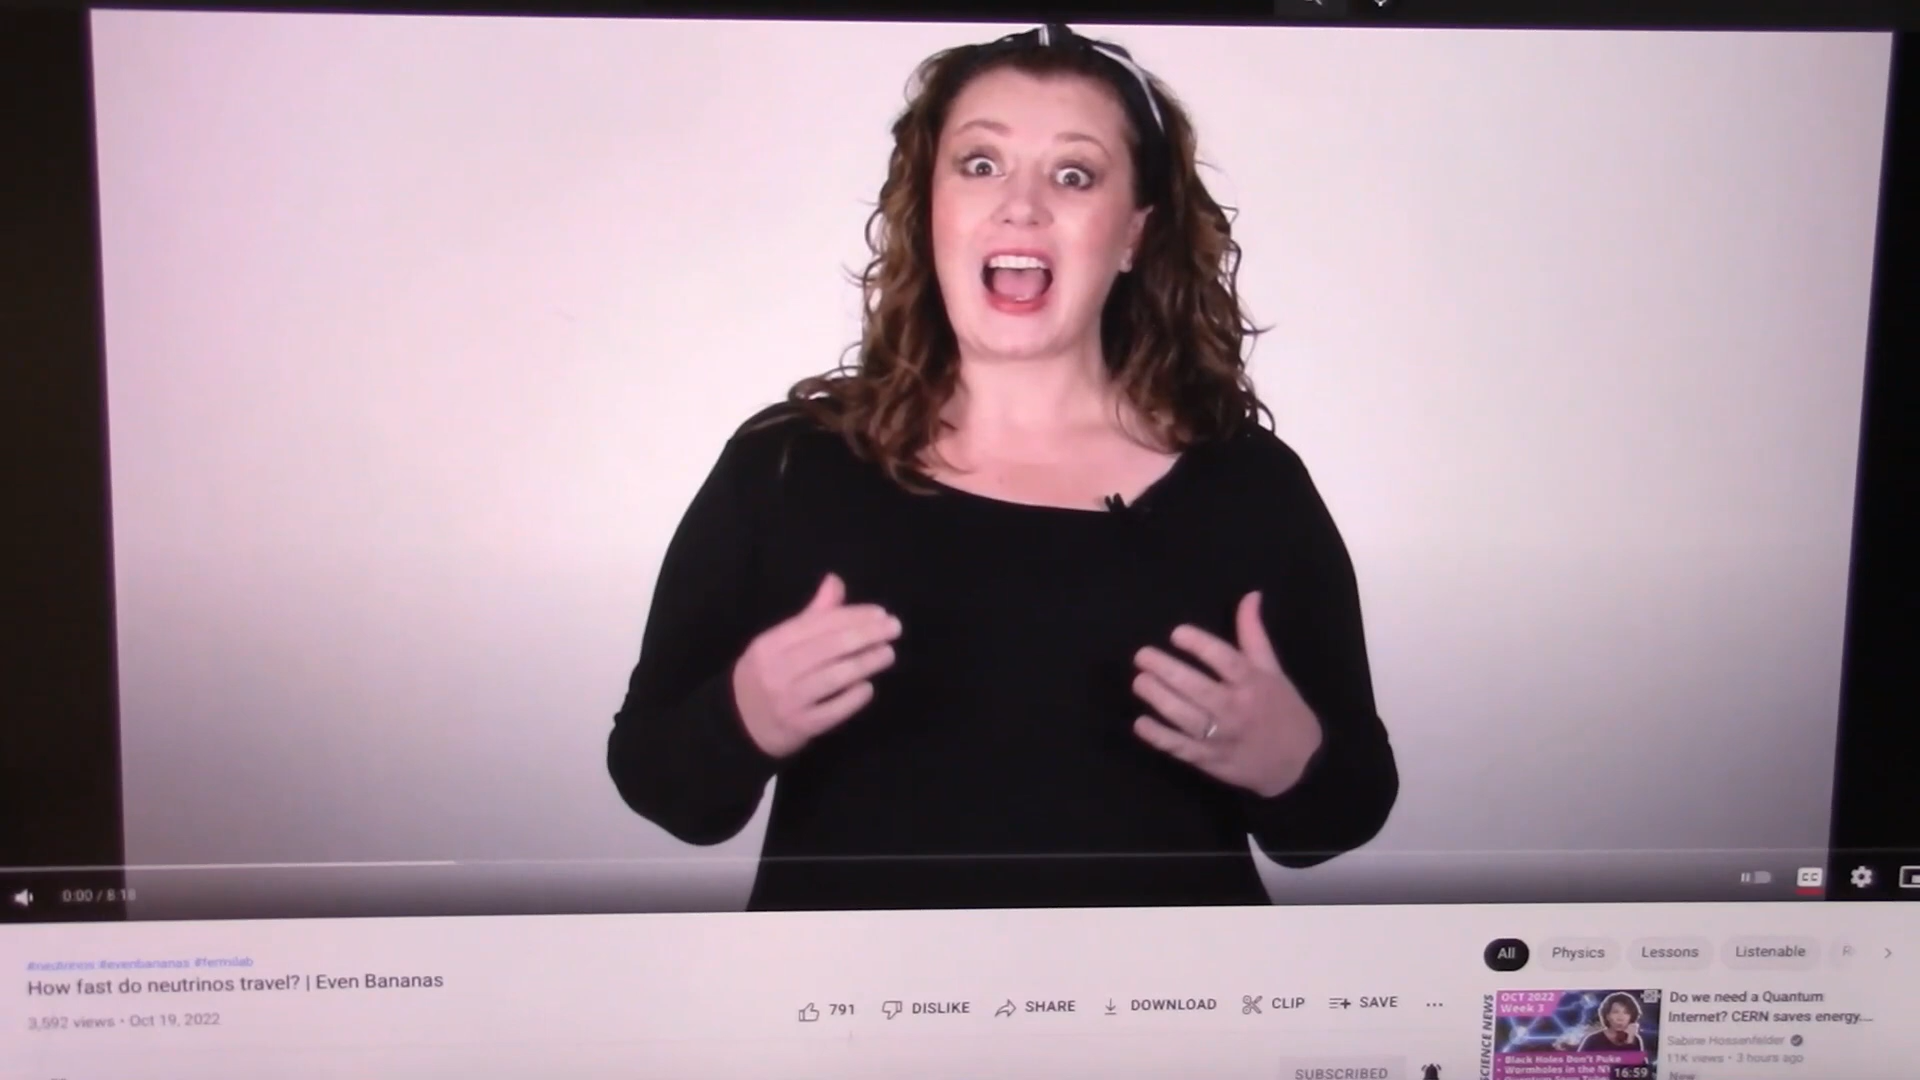 0:00 / 8:18
CC
#neutrinos #evenbananas #fermilab
How fast do neutrinos travel? | Even Bananas
3,592 views • Oct 19, 2022
791
DISLIKE
SHARE
DOWNLOAD
CLIP
SAVE
...
SUBSCRIBED
All
Physics
Lessons
Listenable
R
SCIENCE NEWS
OCT 2022
Week 3
• Black Holes Don't Puke
• Wormholes in the
16:59
Do we need a Quantum
Internet? CERN saves energy....
Sabine Hossenfelder
11K views • 3 hours ago
New